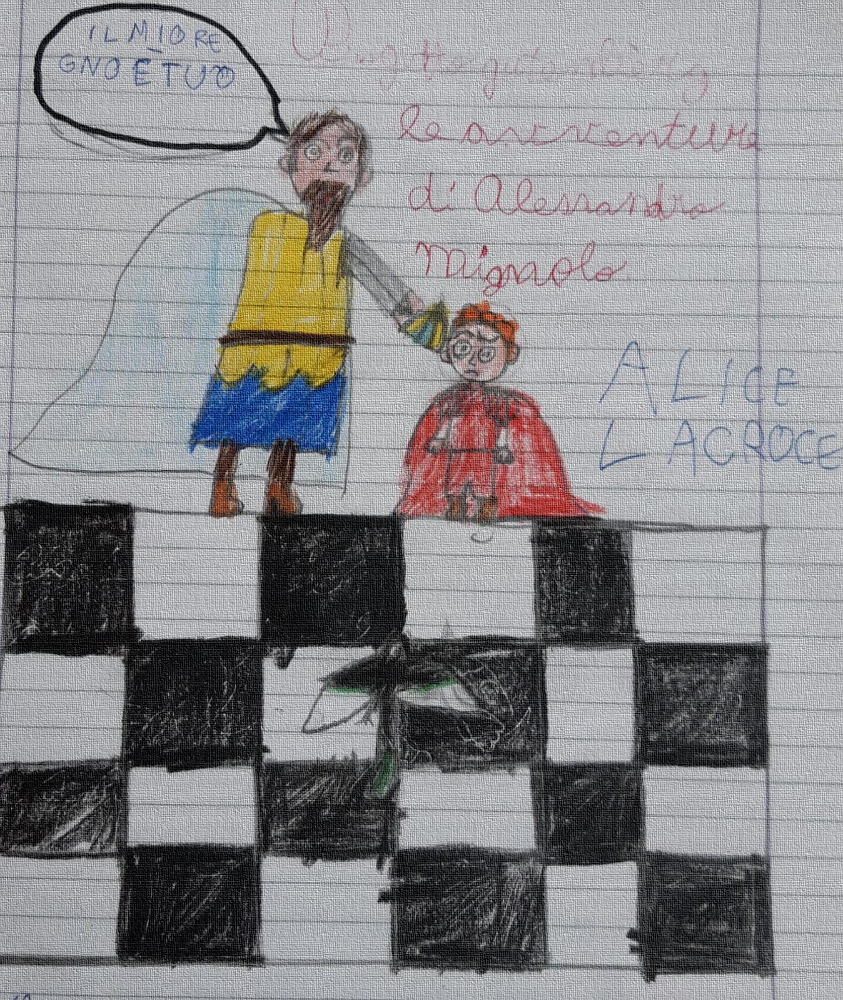 IL MIO RE
GNO È TUO
le avventure
di Alessandro
Mignolo
ALICE
LACROCE